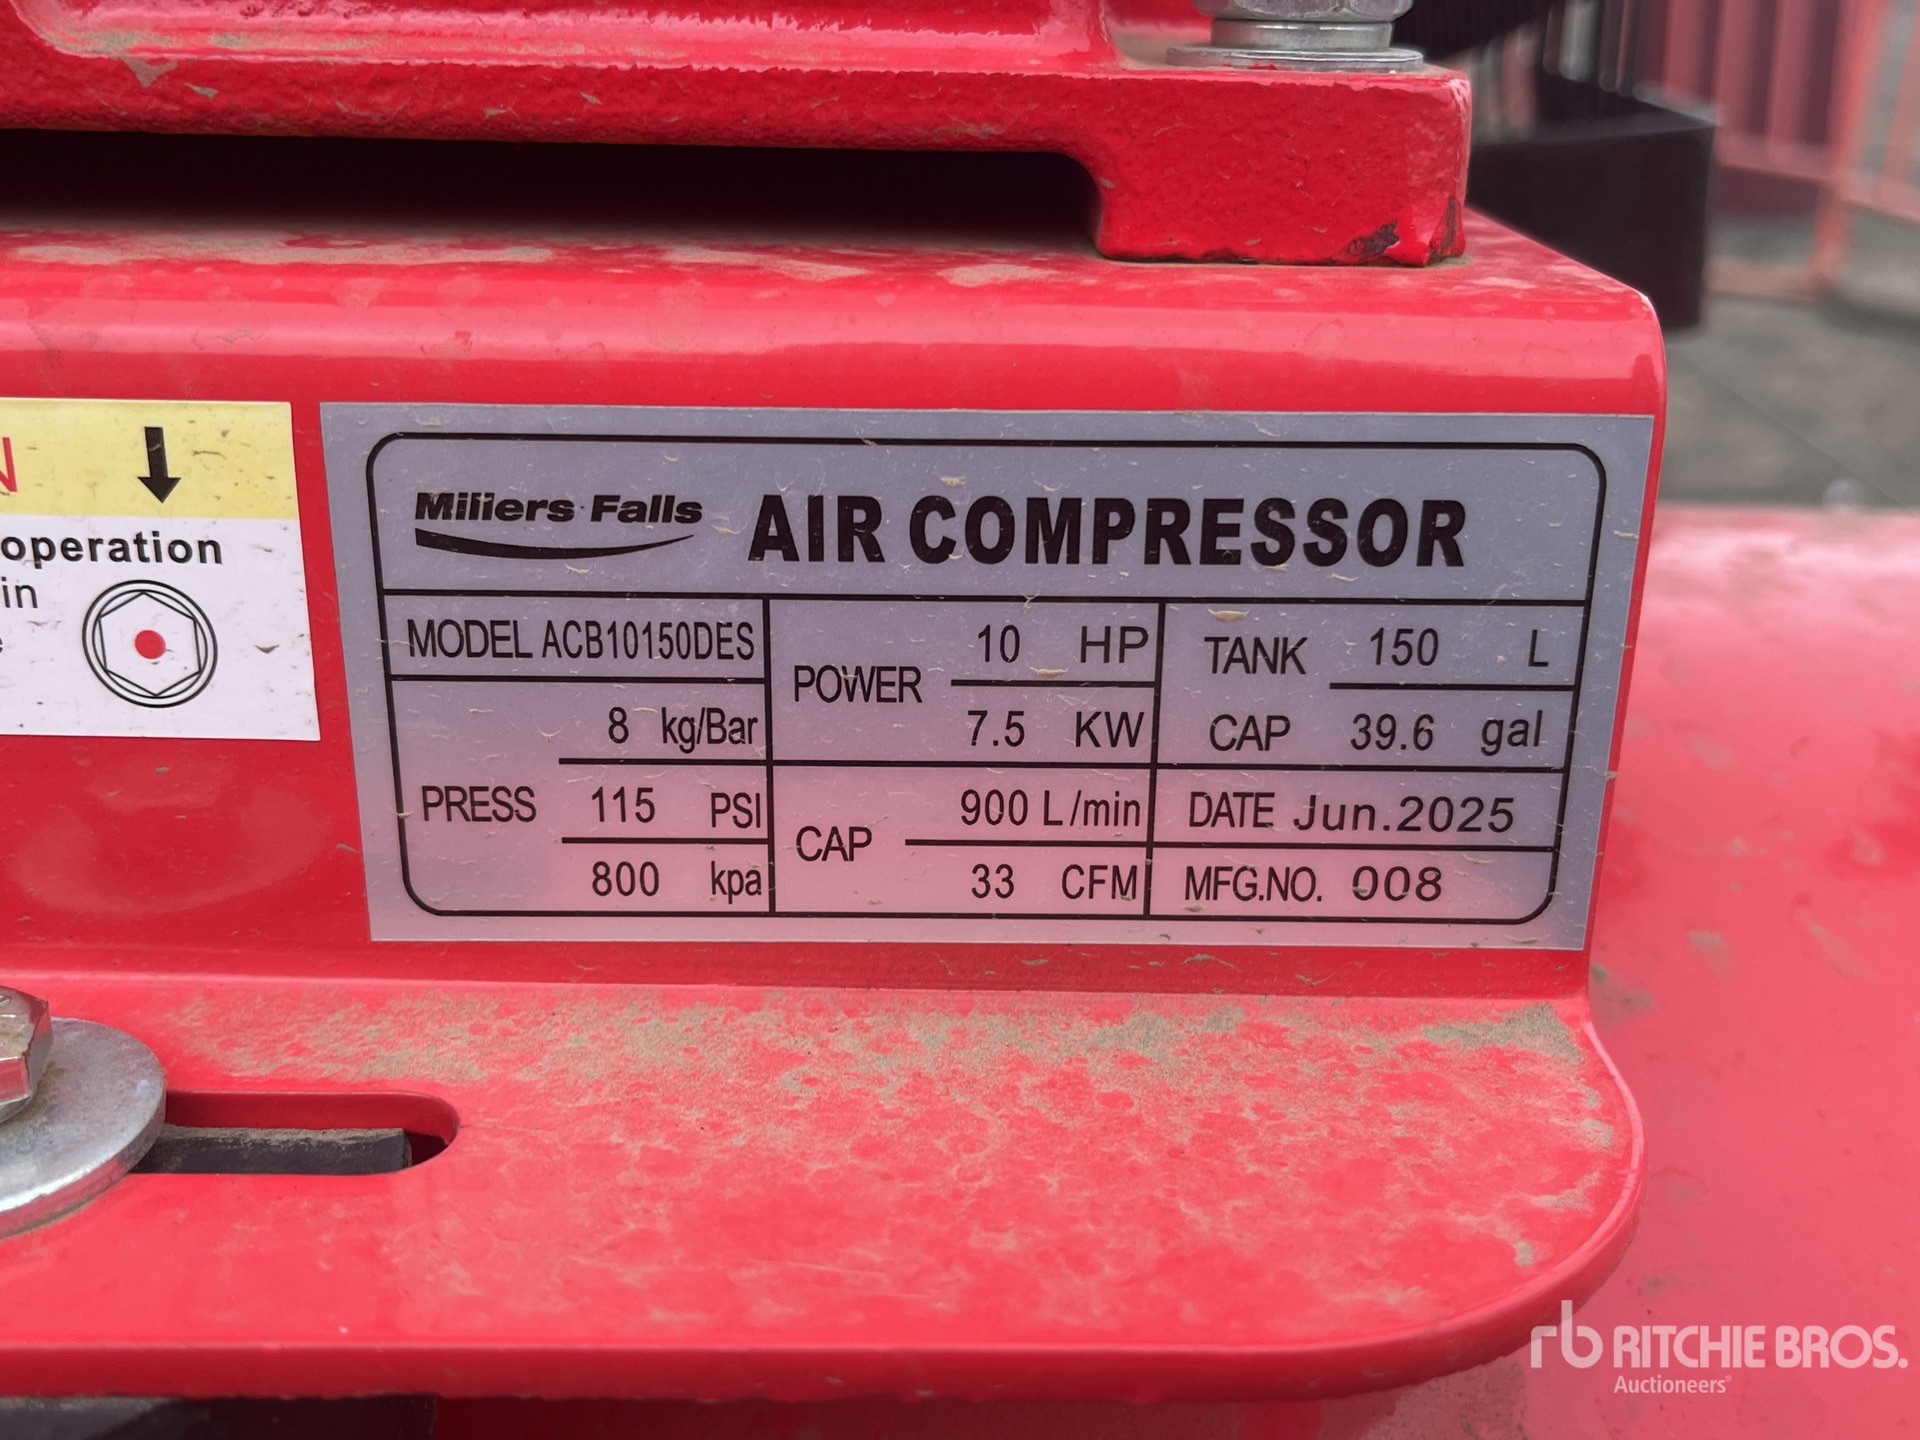 N
operation
in
Millers Falls AIR COMPRESSOR
MODEL ACB10150DES
PRESS
8 kg/Bar
115 PSI
800 kpa
POWER
10 HP
7.5 KW
CAP
900 L/min
33 CFM
TANK CAP
150 L
39.6 gal
DATE Jun.2025
MFG.NO. 008
rb RITCHIE BROS.
Auctioneers